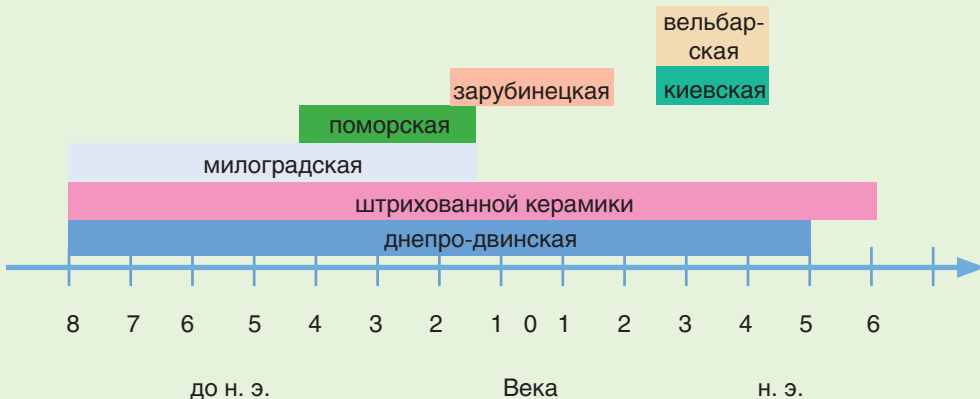 вельбар-
ская
зарубинецкая
киевская
поморская
милоградская
штрихованной керамики
днепро-двинская
8 7 6 5 4 3 2 1 0 1 2 3 4 5 6
до н. э. Века н. э.